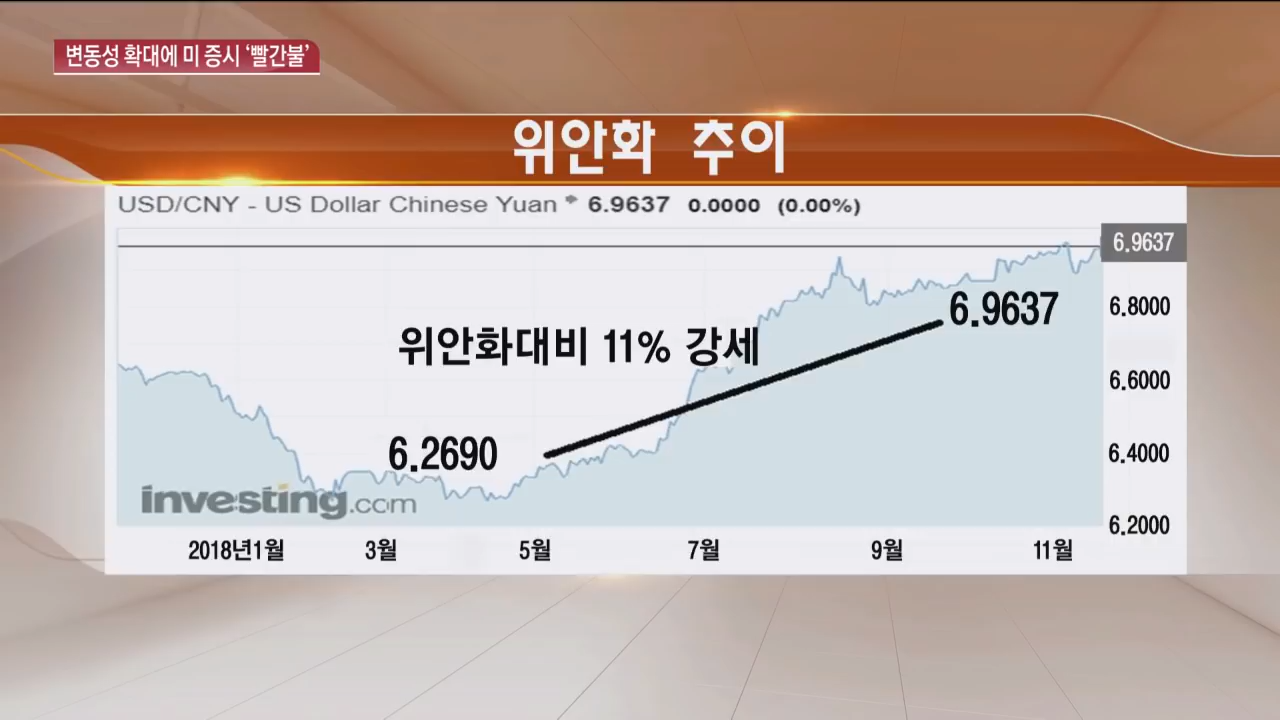 변동성 확대에 미 증시 ‘빨간불’
위안화 추이
USD/CNY - US Dollar Chinese Yuan * 6.9637 0.0000 (0.00%)
6.9637
6.8000
6.9637
위안화대비 11% 강세
6.6000
6.2690
6.4000
investing.com
6.2000
2018년1월 3월 5월 7월 9월 11월